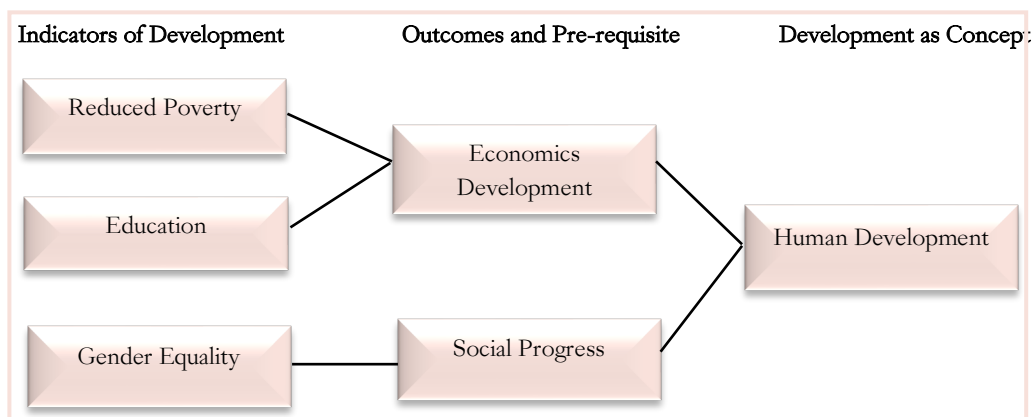 Indicators of Development
Outcomes and Pre-requisite
Development as Concept
Reduced Poverty
Economics
Development
Education
Human Development
Gender Equality
Social Progress